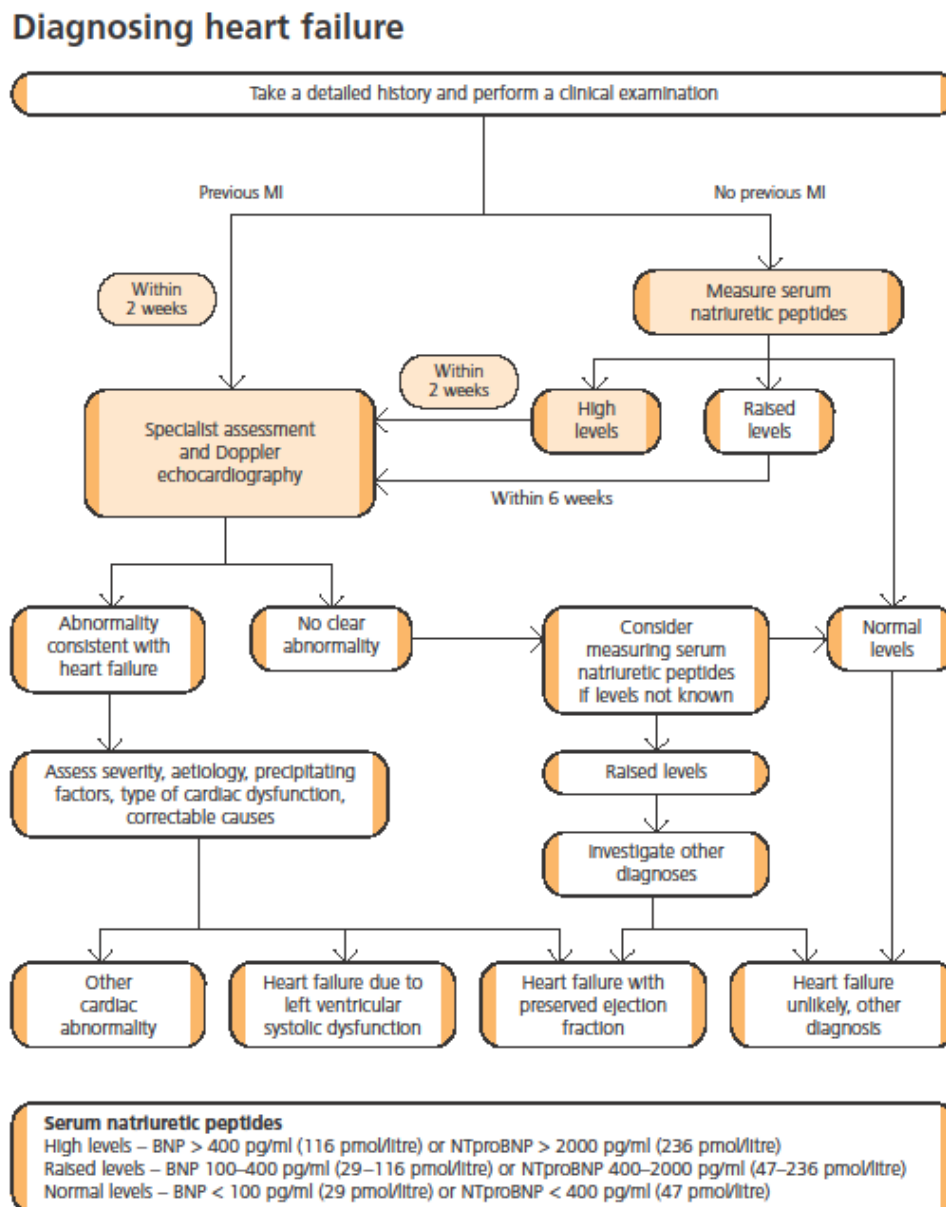 Diagnosing heart failure
Take a detailed history and perform a clinical examination
Previous MI
No previous MI
Within
2 weeks
Measure serum
natriuretic peptides
Within
2 weeks
High
levels
Raised
levels
Specialist assessment
and Doppler
echocardiography
Within 6 weeks
Abnormality
consistent with
heart failure
No clear
abnormality
Consider
measuring serum
natriuretic peptides
if levels not known
Normal
levels
Assess severity, aetiology, precipitating
factors, type of cardiac dysfunction,
correctable causes
Raised levels
Investigate other
diagnoses
Other
cardiac
abnormality
Heart failure due to
left ventricular
systolic dysfunction
Heart failure with
preserved ejection
fraction
Heart failure
unlikely, other
diagnosis
Serum natriuretic peptides
High levels – BNP > 400 pg/ml (116 pmol/litre) or NTproBNP > 2000 pg/ml (236 pmol/litre)
Raised levels – BNP 100–400 pg/ml (29–116 pmol/litre) or NTproBNP 400–2000 pg/ml (47–236 pmol/litre)
Normal levels – BNP < 100 pg/ml (29 pmol/litre) or NTproBNP < 400 pg/ml (47 pmol/litre)